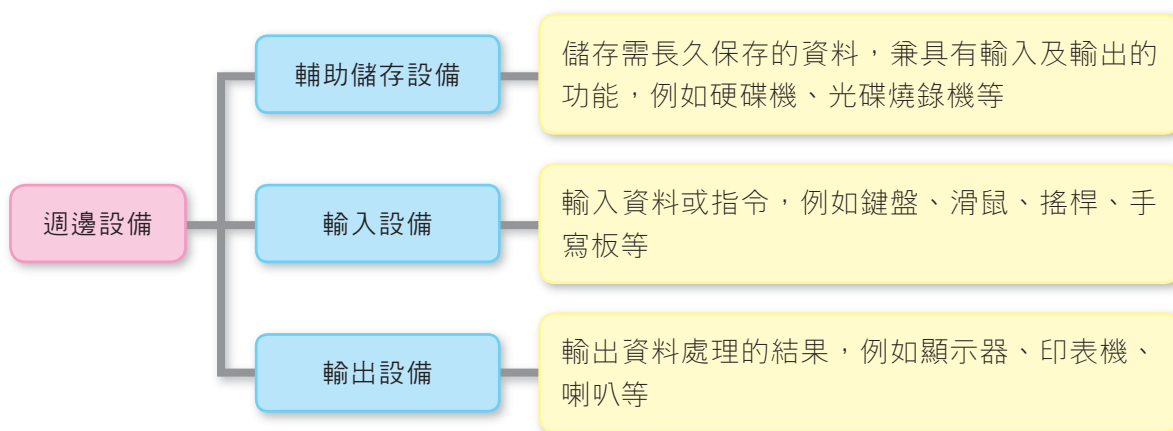 輔助儲存設備
儲存需長久保存的資料，兼具有輸入及輸出的
功能，例如硬碟機、光碟燒錄機等
週邊設備
輸入設備
輸入資料或指令，例如鍵盤、滑鼠、搖桿、手
寫板等
輸出設備
輸出資料處理的結果，例如顯示器、印表機、
喇叭等